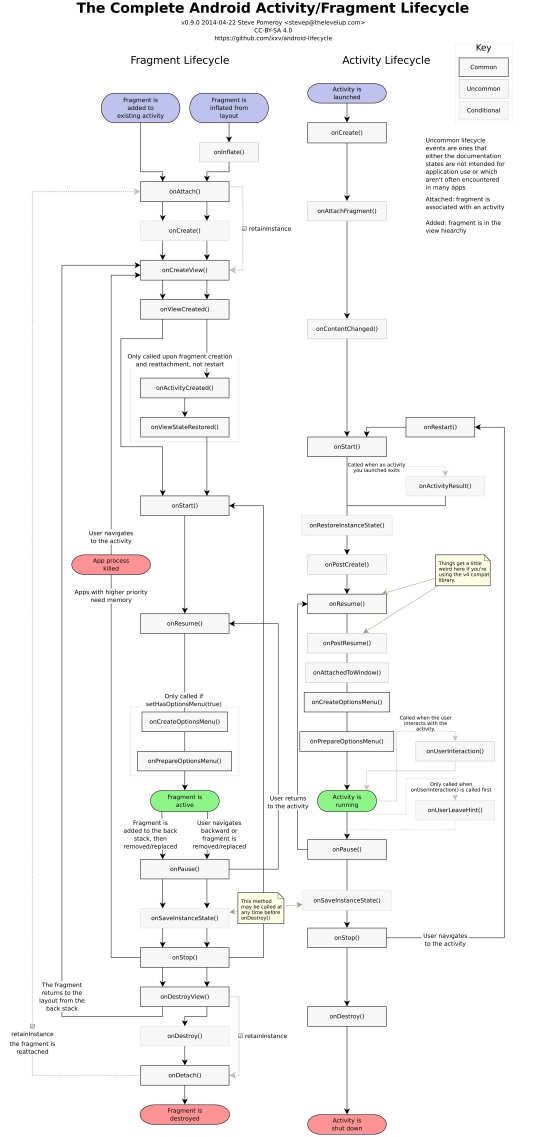 The Complete Android Activity/Fragment Lifecycle
v0.9.0 2014-04-22 Steve Pomeroy <stevep@thelevelup.com>
CC-BY-SA 4.0
https://github.com/xxv/android-lifecycle
Key
Common
Uncommon
Conditional
Uncommon lifecycle
events are ones that
either the documentation
states are not intended for
application use or which
aren't often encountered
in many apps
Attached: fragment is
associated with an activity
Added: fragment is in the
view hiearchy
Fragment Lifecycle
Fragment is
added to
existing activity
Fragment is
inflated from
layout
onInflate()
onAttach()
onCreate()
☑ retainInstance
onCreateView()
onViewCreated()
Only called upon fragment creation
and reattachment, not restart
onActivityCreated()
onViewStateRestored()
onStart()
User navigates
to the activity
App process
killed
Apps with higher priority
need memory
onResume()
Only called if
setHasOptionsMenu(true)
onCreateOptionsMenu()
onPrepareOptionsMenu()
Fragment is
active
Fragment is
added to the back
stack, then
removed/replaced
User navigates
backward or
fragment is
removed/replaced
onPause()
onSaveInstanceState()
This method
may be called at
any time before
onDestroy()
onStop()
onDestroyView()
The fragment
returns to the
layout from the
back stack
☑
retainInstance
the fragment is
reattached
onDestroy()
☑ retainInstance
onDetach()
Fragment is
destroyed
Activity Lifecycle
Activity is
launched
onCreate()
onAttachFragment()
onContentChanged()
onRestart()
onStart()
Called when an activity
you launched exits
onActivityResult()
onRestoreInstanceState()
onPostCreate()
Things get a little
weird here if you're
using the v4 compat
library.
onResume()
onPostResume()
onAttachedToWindow()
onCreateOptionsMenu()
onPrepareOptionsMenu()
Called when the user
interacts with the
activity.
onUserInteraction()
Only called when
onUserInteraction() is called first
onUserLeaveHint()
User returns
to the activity
Activity is
running
onPause()
onSaveInstanceState()
onStop()
User navigates
to the activity
onDestroy()
Activity is
shut down